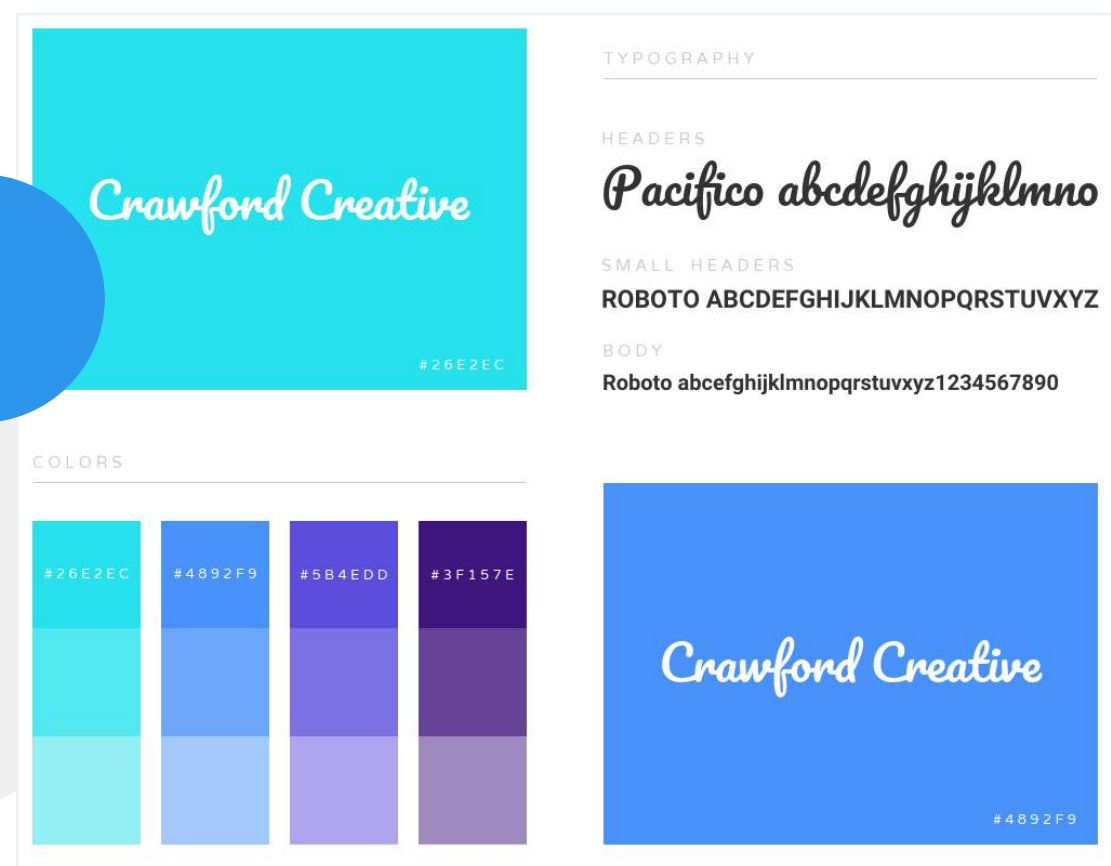 Crawford Creative
#26E2EC
TYPOGRAPHY
HEADERS
Pacifico abcdefghijklmno
SMALL HEADERS
ROBOTO ABCDEFGHIJKLMNOPQRSTUVXYZ
BODY
Roboto abcefghijklmnopqrstuvxyz1234567890
COLORS
#26E2EC
#4892F9
#5B4EDD
#3F157E
Crawford Creative
#4892F9